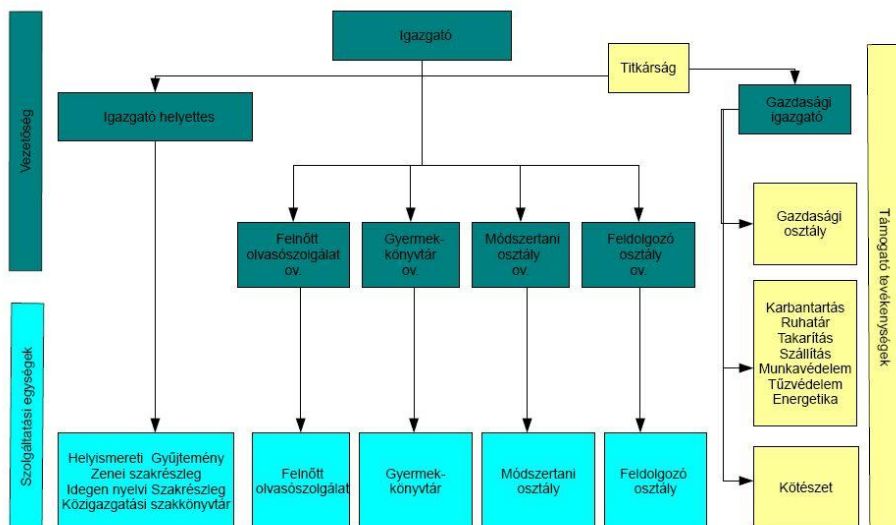 Vezetőség
Igazgató
Titkárság
Igazgató helyettes
Gazdasági
igazgató
Támogató tevékenységek
Felnőtt
olvasószolgálat
ov.
Gyermek-
könyvtár
ov.
Módszertani
osztály
ov.
Feldolgozó
osztály
ov.
Gazdasági
osztály
Karbantartás
Ruhatár
Takarítás
Szállítás
Munkavédelem
Tűzvédelem
Energetika
Szolgáltatási egységek
Helyismereti Gyűjtemény
Zenei szakrészleg
Idegen nyelvi Szakrészleg
Közigazgatási szakkönyvtár
Felnőtt
olvasószolgálat
Gyermek-
könyvtár
Módszertani
osztály
Feldolgozó
osztály
Kötészet